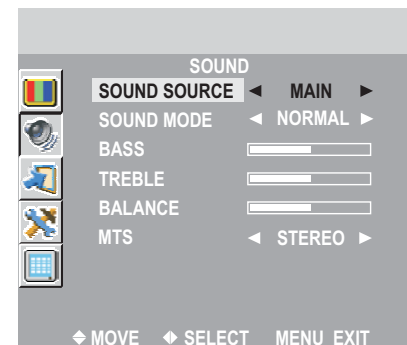 SOUND
SOUND SOURCE ◄ MAIN ►
SOUND MODE ◄ NORMAL ►
BASS
TREBLE
BALANCE
MTS ◄ STEREO ►
MOVE SELECT MENU EXIT